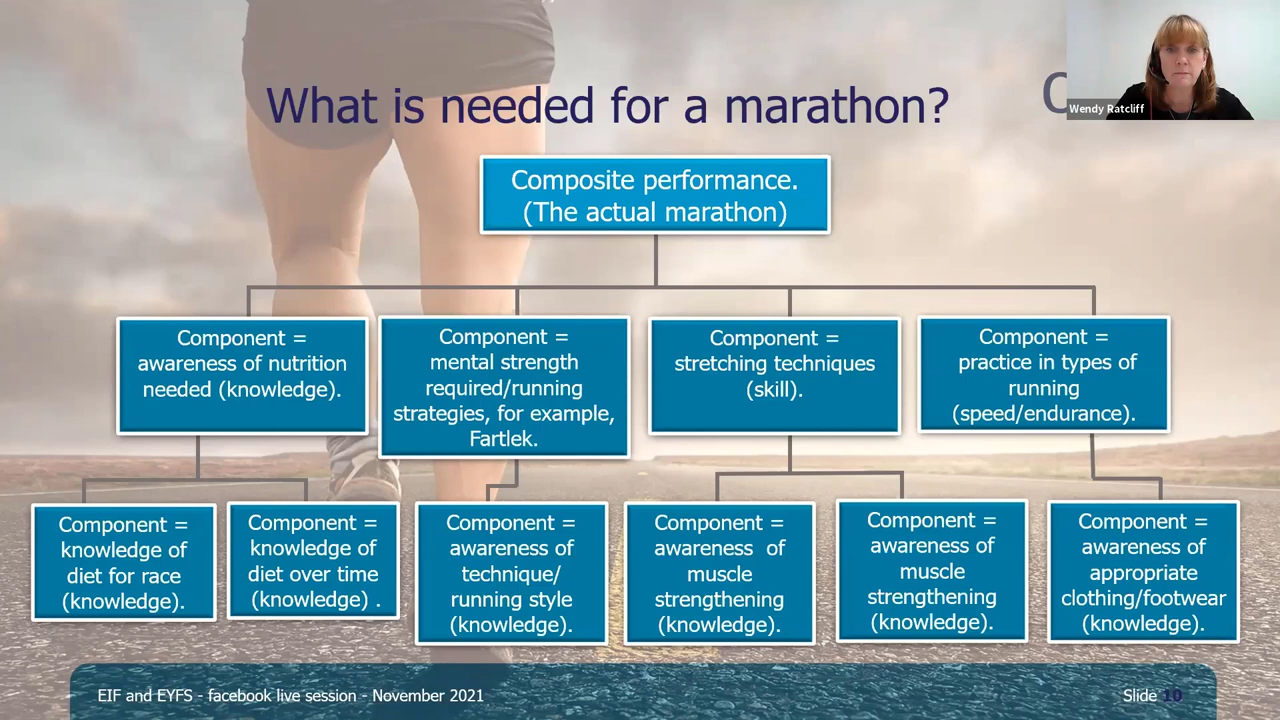 What is needed for a marathon?
Wendy Ratcliff
Composite performance.
(The actual marathon)
Component =
awareness of nutrition
needed (knowledge).
Component =
mental strength
required/running
strategies, for example,
Fartlek.
Component =
stretching techniques
(skill).
Component =
practice in types of
running
(speed/endurance).
Component =
knowledge of
diet for race
(knowledge).
Component =
knowledge of
diet over time
(knowledge) .
Component =
awareness of
technique/
running style
(knowledge).
Component =
awareness of
muscle
strengthening
(knowledge).
Component =
awareness of
muscle
strengthening
(knowledge).
Component =
awareness of
appropriate
clothing/footwear
(knowledge).
EIF and EYFS - facebook live session - November 2021
Slide 10